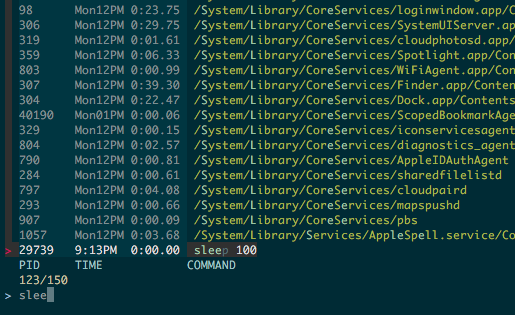 98 Mon12PM 0:23.75 /System/Library/CoreServices/loginwindow.app/C
306 Mon12PM 0:29.75 /System/Library/CoreServices/SystemUIServer.ap
319 Mon12PM 0:01.61 /System/Library/CoreServices/cloudphotosd.app/
359 Mon12PM 0:06.33 /System/Library/CoreServices/Spotlight.app/Con
803 Mon12PM 0:00.99 /System/Library/CoreServices/WiFiAgent.app/Con
307 Mon12PM 0:39.30 /System/Library/CoreServices/Finder.app/Conten
304 Mon12PM 0:22.47 /System/Library/CoreServices/Dock.app/Contents
40190 Mon01PM 0:00.06 /System/Library/CoreServices/ScopedBookmarkAge
329 Mon12PM 0:00.15 /System/Library/CoreServices/iconservicesagent
804 Mon12PM 0:02.57 /System/Library/CoreServices/diagnostics_agent
790 Mon12PM 0:00.81 /System/Library/CoreServices/AppleIDAuthAgent
284 Mon12PM 0:00.61 /System/Library/CoreServices/sharedfilelistd
797 Mon12PM 0:04.08 /System/Library/CoreServices/cloudpaird
293 Mon12PM 0:00.66 /System/Library/CoreServices/mapspushd
907 Mon12PM 0:00.09 /System/Library/CoreServices/pbs
1057 Mon12PM 0:03.68 /System/Library/Services/AppleSpell.service/Co
> 29739 9:13PM 0:00.00 sleep 100
PID TIME COMMAND
123/150
> slee